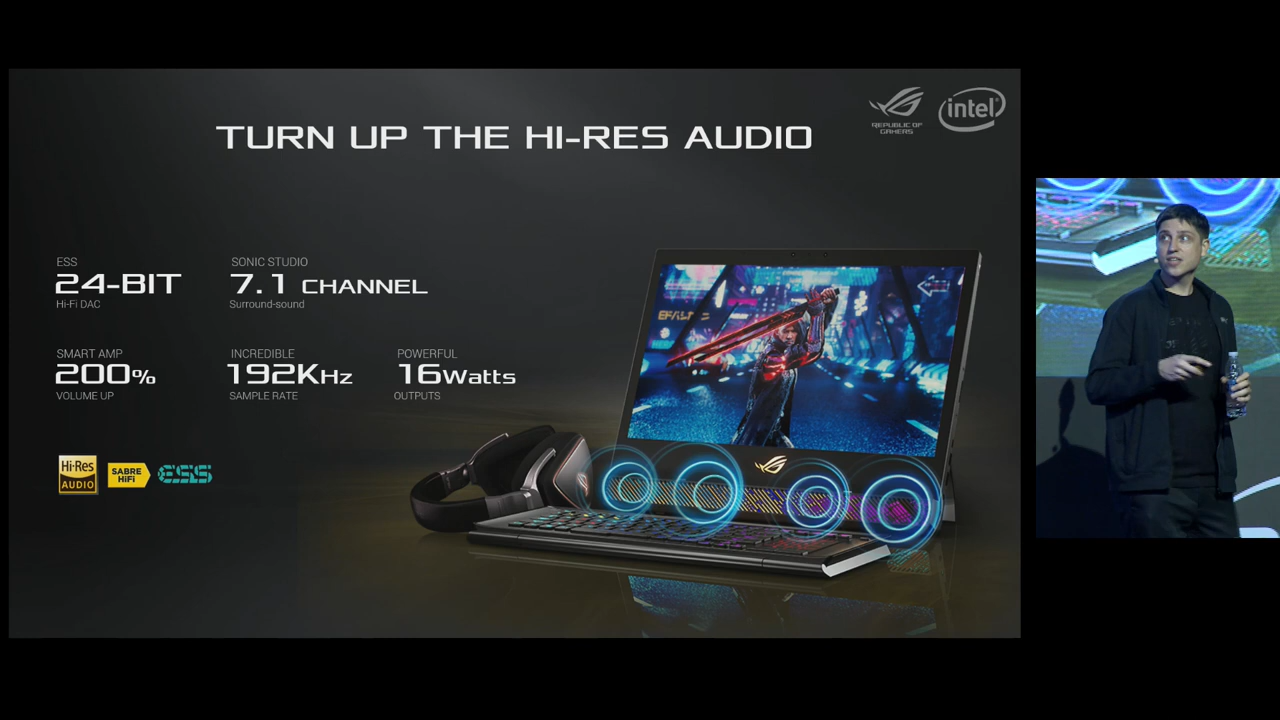 REPUBLIC OF
GAMERS
intel
TURN UP THE HI-RES AUDIO
ESS
24-BIT
Hi-Fi DAC
SONIC STUDIO
7.1 CHANNEL
Surround-sound
SMART AMP
200%
VOLUME UP
INCREDIBLE
192KHz
SAMPLE RATE
POWERFUL
16Watts
OUTPUTS
Hi-Res
AUDIO
SABRE
HiFi
ESS